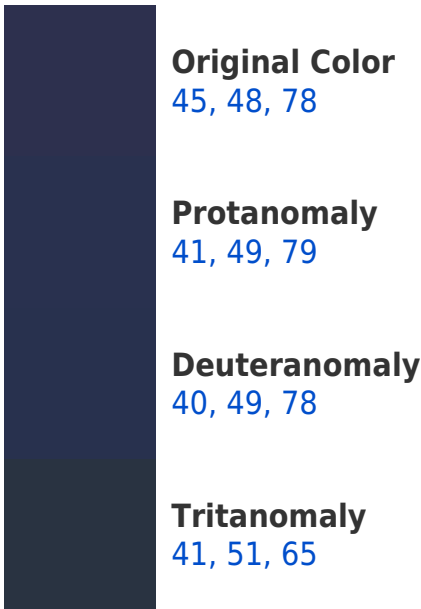 Original Color
45, 48, 78
Protanomaly
41, 49, 79
Deuteranomaly
40, 49, 78
Tritanomaly
41, 51, 65